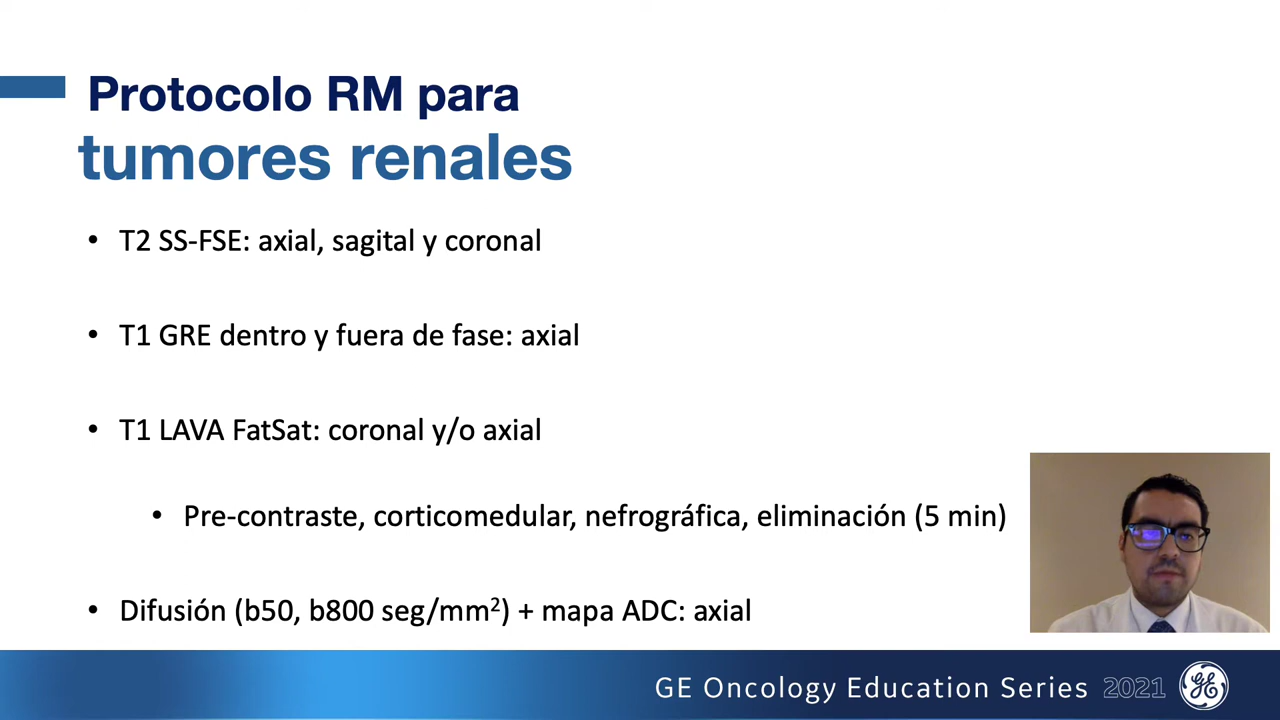 Protocolo RM para
tumores renales
• T2 SS-FSE: axial, sagital y coronal
• T1 GRE dentro y fuera de fase: axial
• T1 LAVA FatSat: coronal y/o axial
• Pre-contraste, corticomedular, nefrográfica, eliminación (5 min)
• Difusión (b50, b800 seg/mm²) + mapa ADC: axial
GE Oncology Education Series 2021 GE